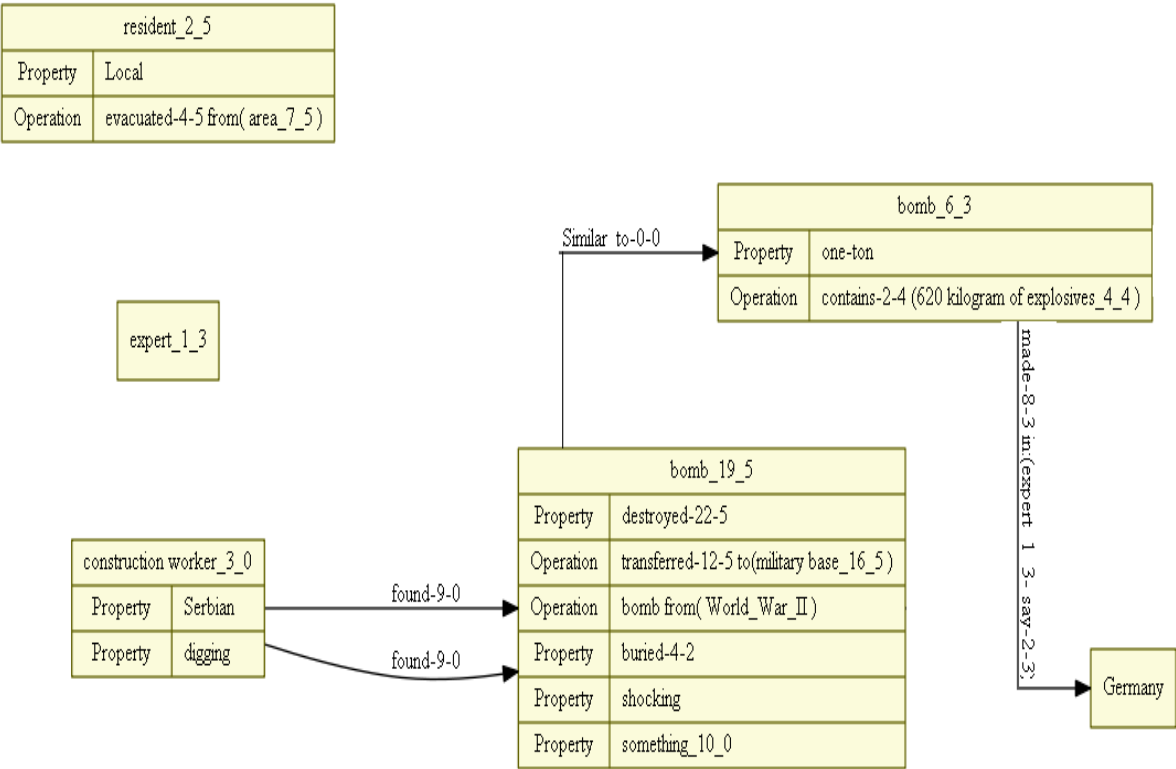 resident_2_5
Property Local
Operation evacuated-4-5 from( area_7_5 )
bomb_6_3
Property one-ton
Operation contains-2-4 (620 kilogram of explosives_4_4 )
Similar to-0-0
expert_1_3
made-8-3 in:(expert 1 3- say-2-3)
bomb_19_5
Property destroyed-22-5
Operation transferred-12-5 to(military base_16_5 )
Operation bomb from( World_War_II )
Property buried-4-2
Property shocking
Property something_10_0
construction worker_3_0
Property Serbian
Property digging
found-9-0
found-9-0
Germany